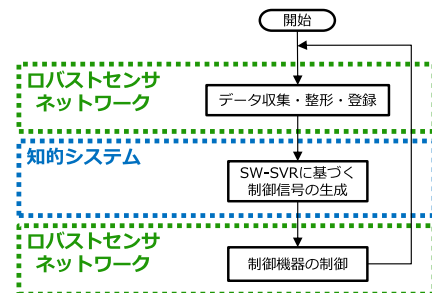 開始
ロバストセンサ
ネットワーク
データ収集・整形・登録
知的システム
SW-SVRに基づく
制御信号の生成
ロバストセンサ
ネットワーク
制御機器の制御